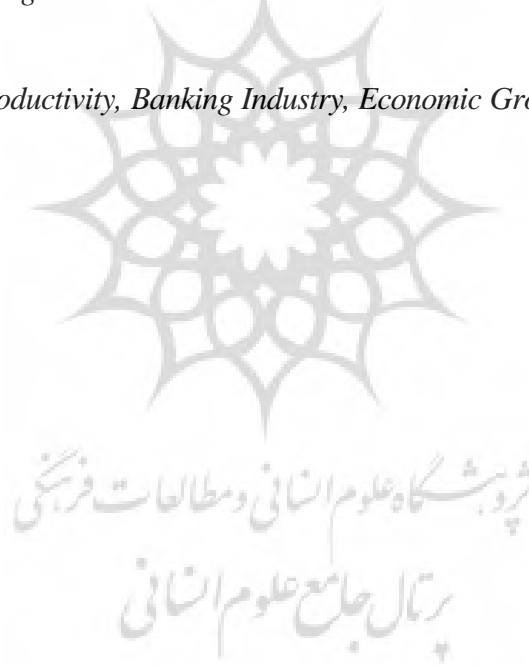 oductivity, Banking Industry, Economic Gro
پژوهشگاه علوم انسانی و مطالعات فرهنگی
پرتال جامع علوم انسانی